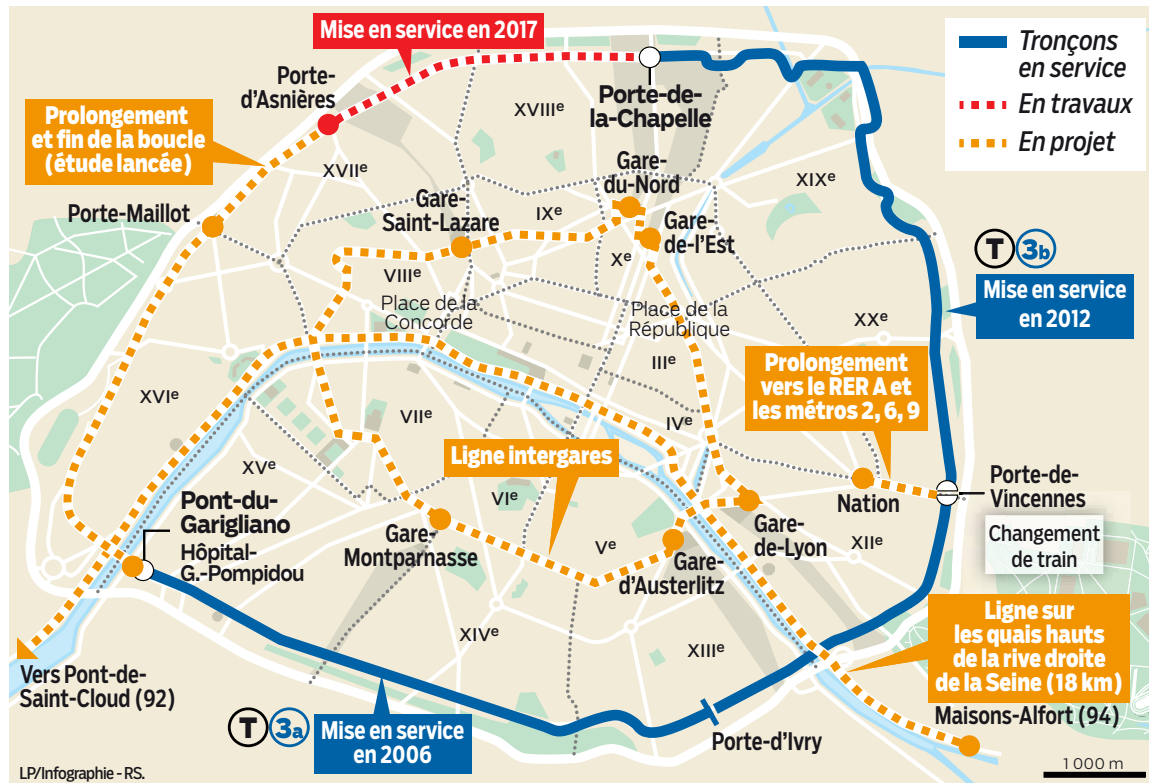 Mise en service en 2017
Porte-
d'Asnières
Prolongement
et fin de la boucle
(étude lancée)
Porte-
de-
la-Chapelle
Tronçons
en service
En travaux
En projet
XVIIIe
XVIIe
Gare-
du-Nord
XIXe
Porte-Maillot
Gare-
Saint-Lazare
IXe
Gare-
de-l'Est
Xe
VIIIe
T 3b
Mise en service
en 2012
Place de la
Concorde
Place de la
République
XXe
IIIe
Prolongement
vers le RER A et
les métros 2, 6, 9
XVIe
VIIe
IVe
Ligne intergares
XVe
VIe
Nation
Porte-de-
Vincennes
Changement
de train
Pont-du-
Garigliano
Hôpital-
G.-Pompidou
Gare-
Montparnasse
Ve
Gare-
d'Austerlitz
Gare-
de-Lyon
XIIe
XIVe
XIIIe
Ligne sur
les quais hauts
de la rive droite
de la Seine (18 km)
Vers Pont-de-
Saint-Cloud (92)
T 3a
Mise en service
en 2006
Porte-d'Ivry
Maisons-Alfort (94)
LP/Infographie - RS.
1 000 m